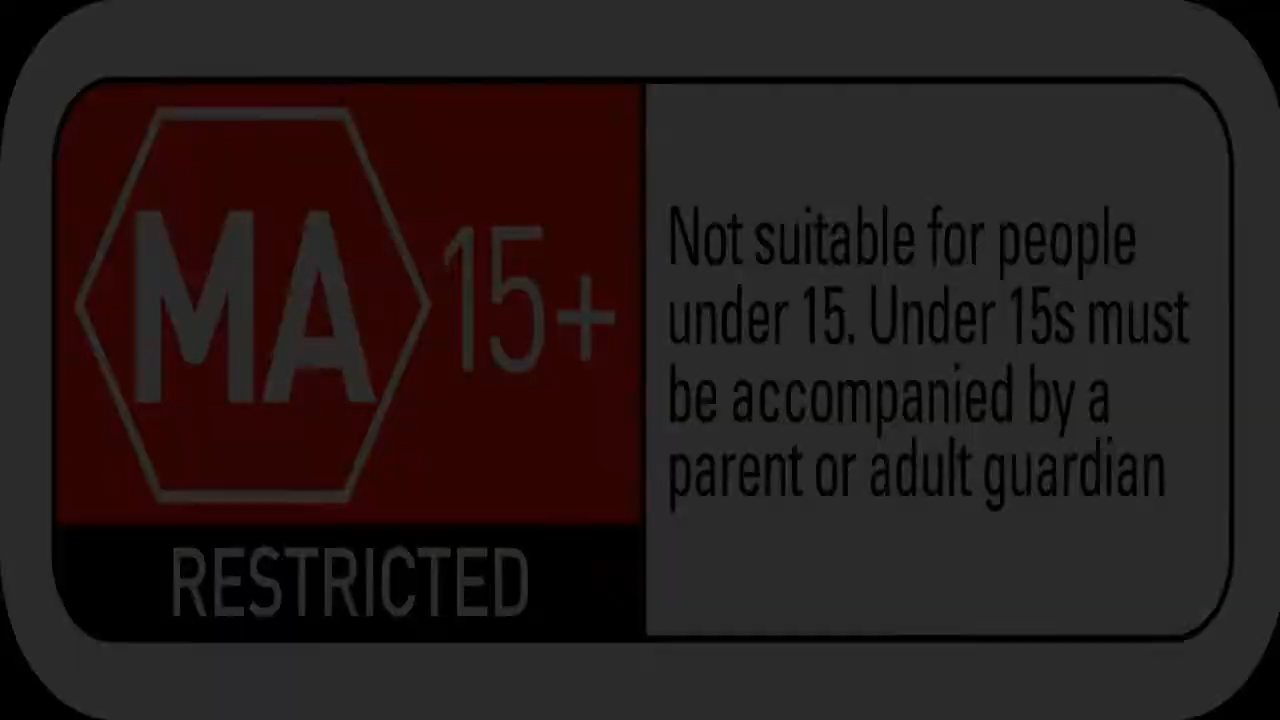 MA 15+
RESTRICTED
Not suitable for people
under 15. Under 15s must
be accompanied by a
parent or adult guardian